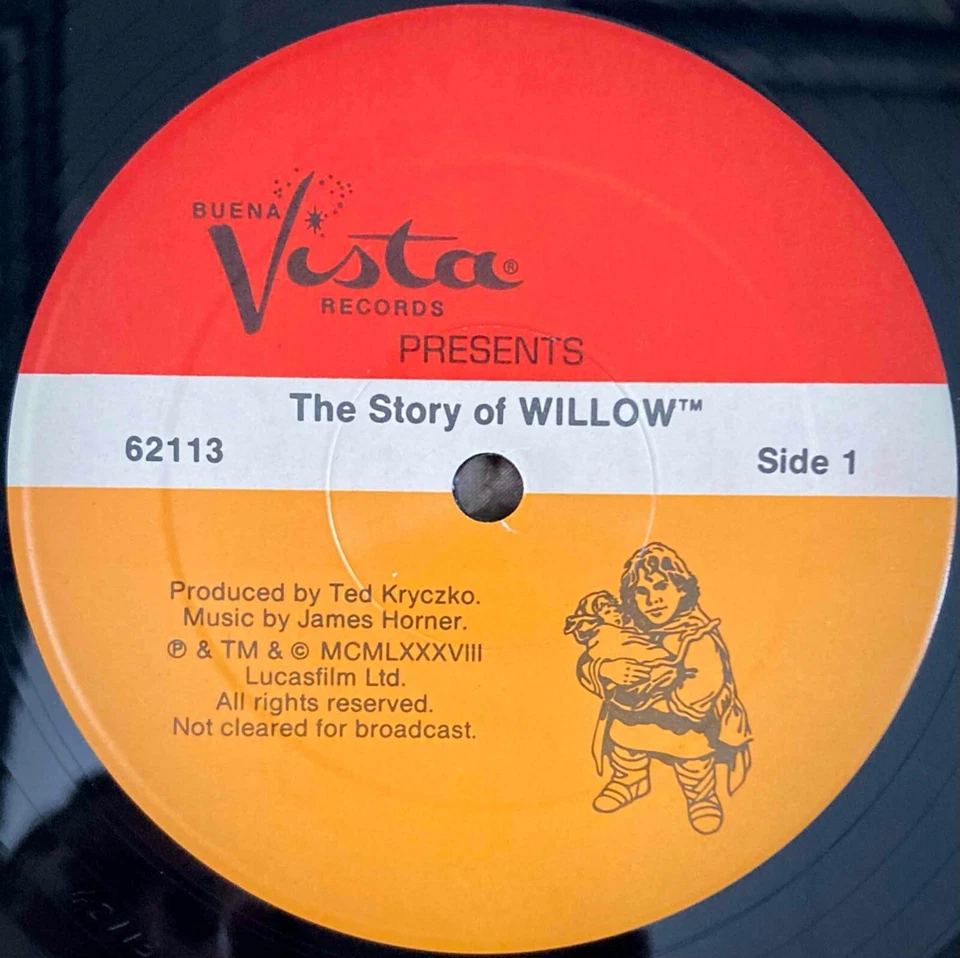 BUENA
Vista®
RECORDS
PRESENTS
The Story of WILLOW™
62113
Side 1
Produced by Ted Kryczko.
Music by James Horner.
℗ & TM & © MCMLXXXVIII
Lucasfilm Ltd.
All rights reserved.
Not cleared for broadcast.